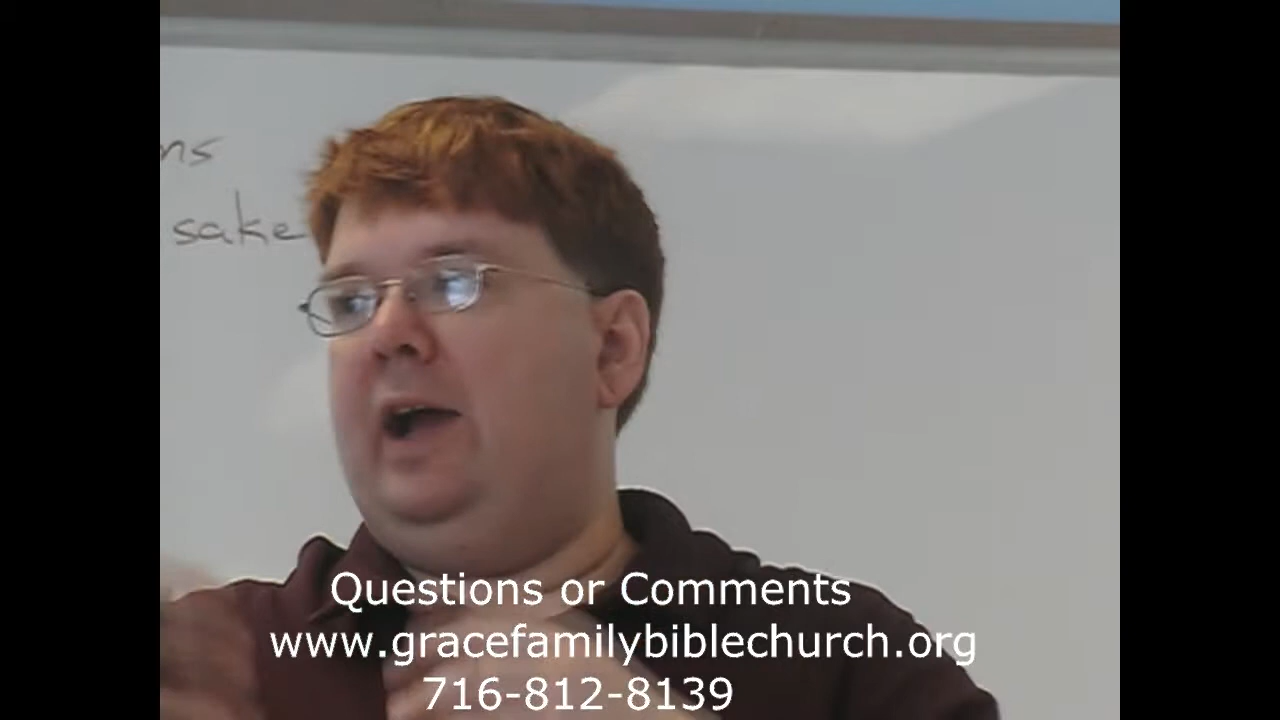 ns
sake
Questions or Comments
www.gracefamilybiblechurch.org
716-812-8139